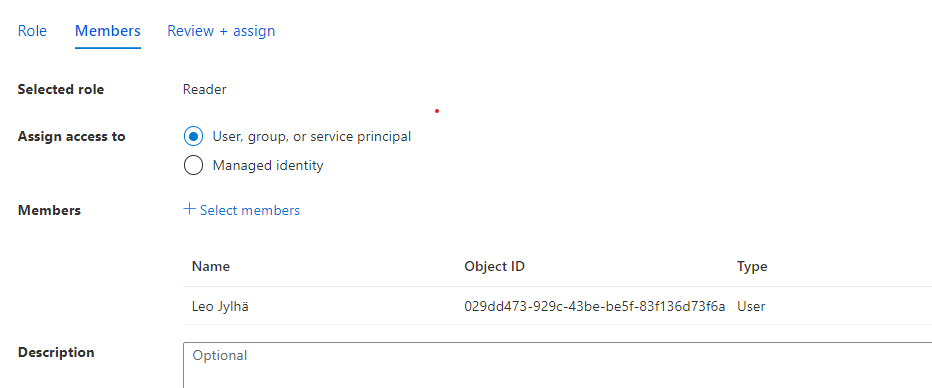 Role Members Review + assign
Selected role Reader
Assign access to User, group, or service principal
Managed identity
Members + Select members
Name Object ID Type
Leo Jylhä 029dd473-929c-43be-be5f-83f136d73f6a User
Description Optional